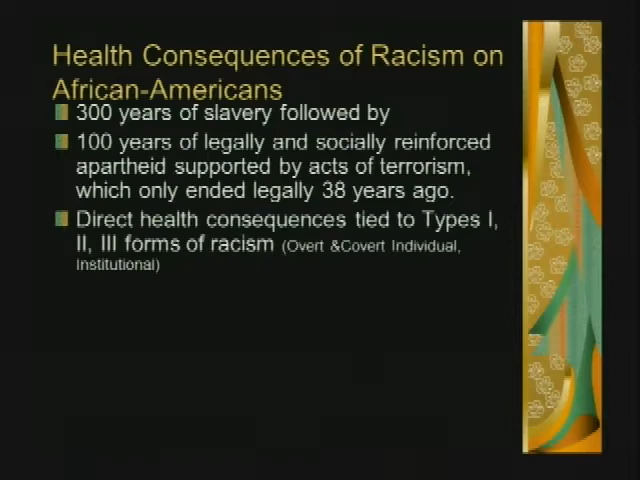 Health Consequences of Racism on
African-Americans
300 years of slavery followed by
100 years of legally and socially reinforced
apartheid supported by acts of terrorism,
which only ended legally 38 years ago.
Direct health consequences tied to Types I,
II, III forms of racism (Overt &Covert Individual,
Institutional)